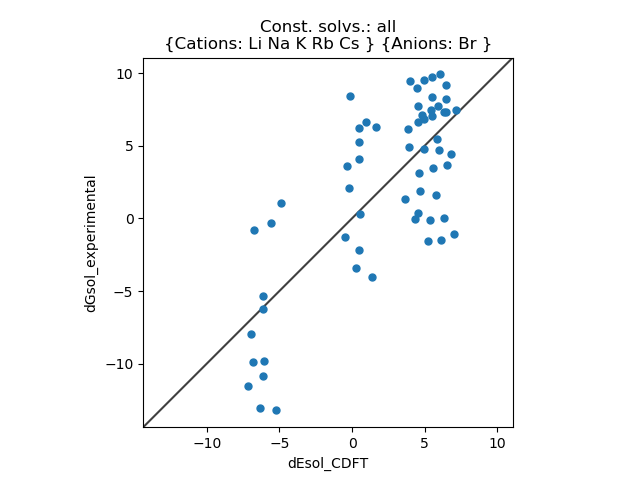 Const. solvs.: all
{Cations: Li Na K Rb Cs } {Anions: Br }
10
5
0
−5
−10
dGsol_experimental
−10
−5
0
5
10
dEsol_CDFT